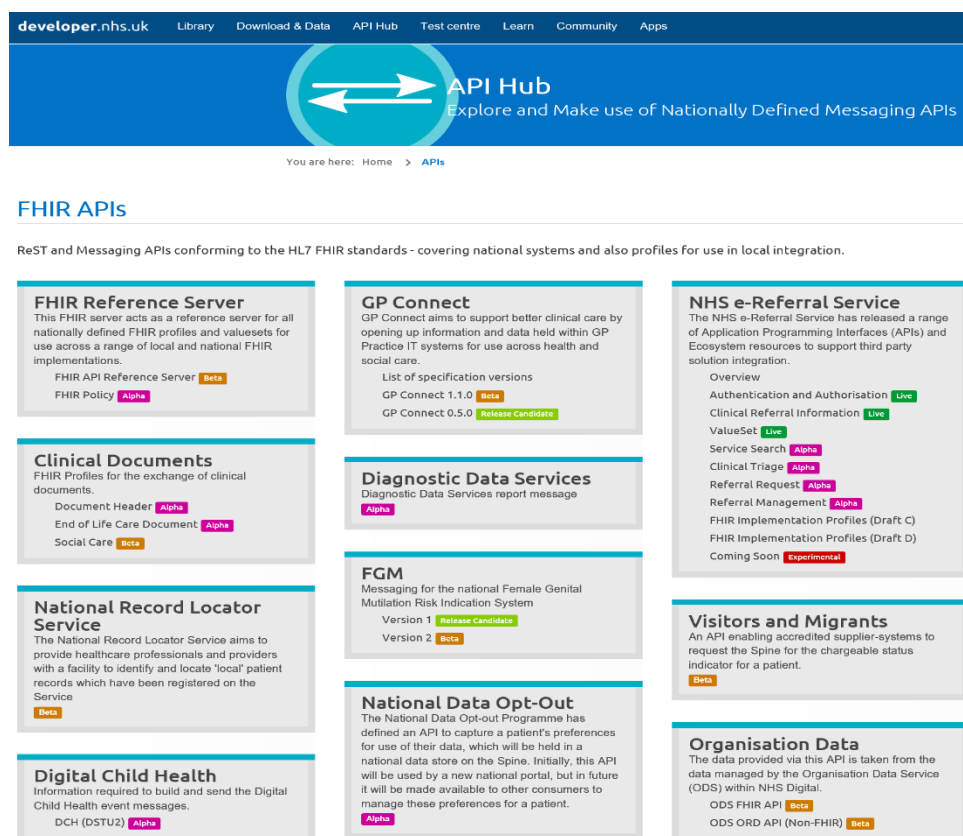 developer.nhs.uk Library Download & Data API Hub Test centre Learn Community Apps
API Hub
Explore and Make use of Nationally Defined Messaging APIs
You are here: Home > APIs
FHIR APIs
ReST and Messaging APIs conforming to the HL7 FHIR standards - covering national systems and also profiles for use in local integration.
FHIR Reference Server
This FHIR server acts as a reference server for all
nationally defined FHIR profiles and valuesets for
use across a range of local and national FHIR
implementations.
FHIR API Reference Server Beta
FHIR Policy Alpha
Clinical Documents
FHIR Profiles for the exchange of clinical
documents.
Document Header Alpha
End of Life Care Document Alpha
Social Care Beta
National Record Locator
Service
The National Record Locator Service aims to
provide healthcare professionals and providers
with a facility to identify and locate 'local' patient
records which have been registered on the
Service
Beta
Digital Child Health
Information required to build and send the Digital
Child Health event messages.
DCH (DSTU2) Alpha
GP Connect
GP Connect aims to support better clinical care by
opening up information and data held within GP
Practice IT systems for use across health and
social care.
List of specification versions
GP Connect 1.1.0 Beta
GP Connect 0.5.0 Release Candidate
Diagnostic Data Services
Diagnostic Data Services report message
Alpha
FGM
Messaging for the national Female Genital
Mutilation Risk Indication System
Version 1 Release Candidate
Version 2 Beta
National Data Opt-Out
The National Data Opt-out Programme has
defined an API to capture a patient's preferences
for use of their data, which will be held in a
national data store on the Spine. Initially, this API
will be used by a new national portal, but in future
it will be made available to other consumers to
manage these preferences for a patient.
Alpha
NHS e-Referral Service
The NHS e-Referral Service has released a range
of Application Programming Interfaces (APIs) and
Ecosystem resources to support third party
solution integration.
Overview
Authentication and Authorisation Live
Clinical Referral Information Live
ValueSet Live
Service Search Alpha
Clinical Triage Alpha
Referral Request Alpha
Referral Management Alpha
FHIR Implementation Profiles (Draft C)
FHIR Implementation Profiles (Draft D)
Coming Soon Experimental
Visitors and Migrants
An API enabling accredited supplier-systems to
request the Spine for the chargeable status
indicator for a patient.
Beta
Organisation Data
The data provided via this API is taken from the
data managed by the Organisation Data Service
(ODS) within NHS Digital.
ODS FHIR API Beta
ODS ORD API (Non-FHIR) Beta